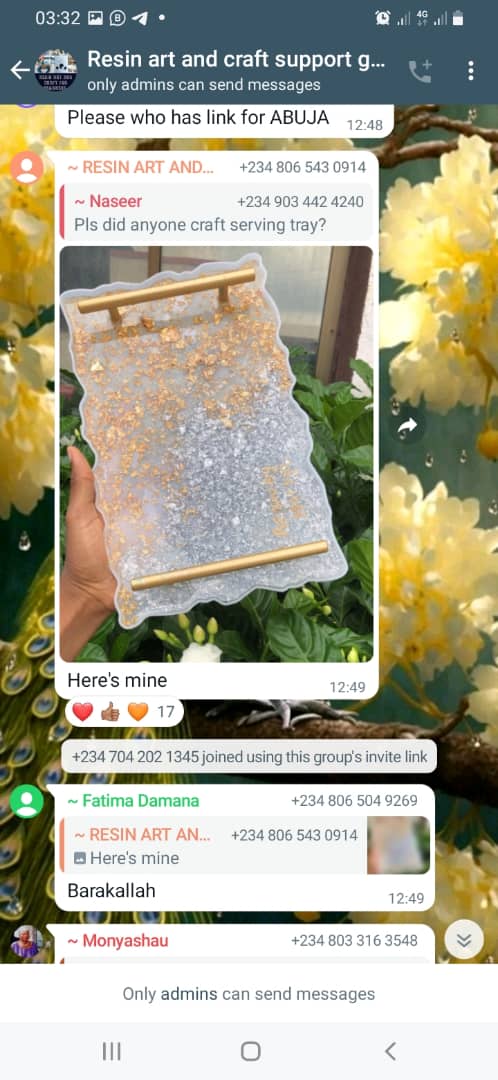 03:32
4G
Resin art and craft support g...
only admins can send messages
Please who has link for ABUJA 12:48
~ RESIN ART AND... +234 806 543 0914
~ Naseer +234 903 442 4240
Pls did anyone craft serving tray?
Here's mine 12:49
17
+234 704 202 1345 joined using this group's invite link
~ Fatima Damana +234 806 504 9269
~ RESIN ART AN... +234 806 543 0914
Here's mine
Barakallah 12:49
~ Monyashau +234 803 316 3548
Only admins can send messages